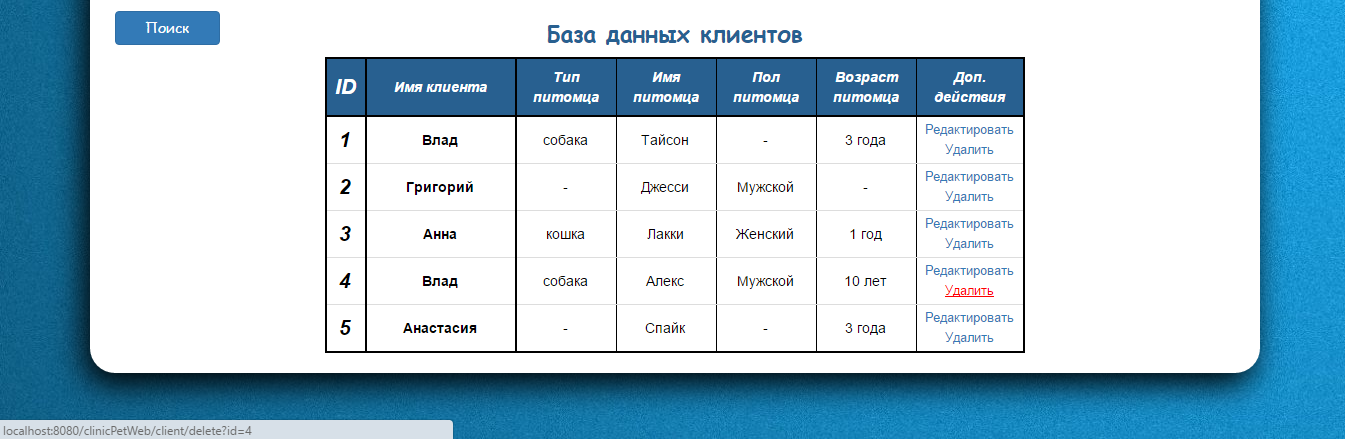 Поиск
База данных клиентов
ID Имя клиента Тип питомца Имя питомца Пол питомца Возраст питомца Доп. действия
1 Влад собака Тайсон - 3 года Редактировать Удалить
2 Григорий - Джесси Мужской - Редактировать Удалить
3 Анна кошка Лакки Женский 1 год Редактировать Удалить
4 Влад собака Алекс Мужской 10 лет Редактировать Удалить
5 Анастасия - Спайк - 3 года Редактировать Удалить
localhost:8080/clinicPetWeb/client/delete?id=4